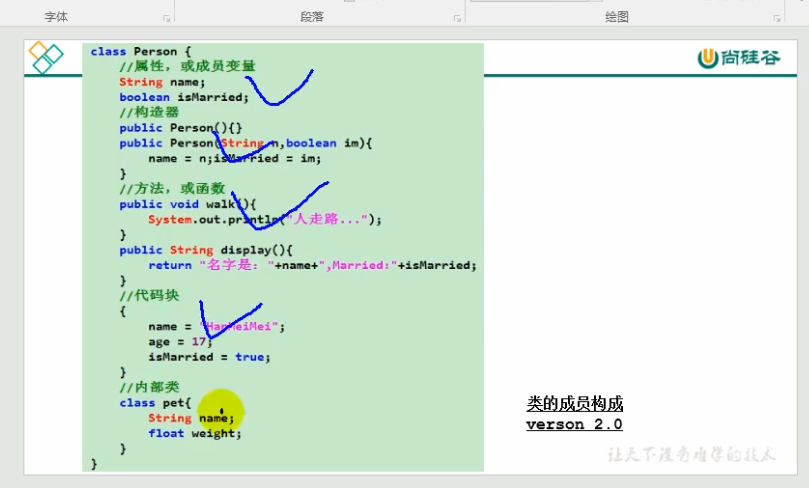 字体
段落
绘图
尚硅谷
class Person {
//属性，或成员变量
String name;
boolean isMarried;
//构造器
public Person(){}
public Person(String n,boolean im){
name = n;isMarried = im;
}
//方法，或函数
public void walk(){
System.out.println("人走路...");
}
public String display(){
return "名字是："+name+",Married:"+isMarried;
}
//代码块
{
name = "HanMeiMei";
age = 17;
isMarried = true;
}
//内部类
class pet{
String name;
float weight;
}
}
类的成员构成
verson 2.0
让天下没有难学的技术